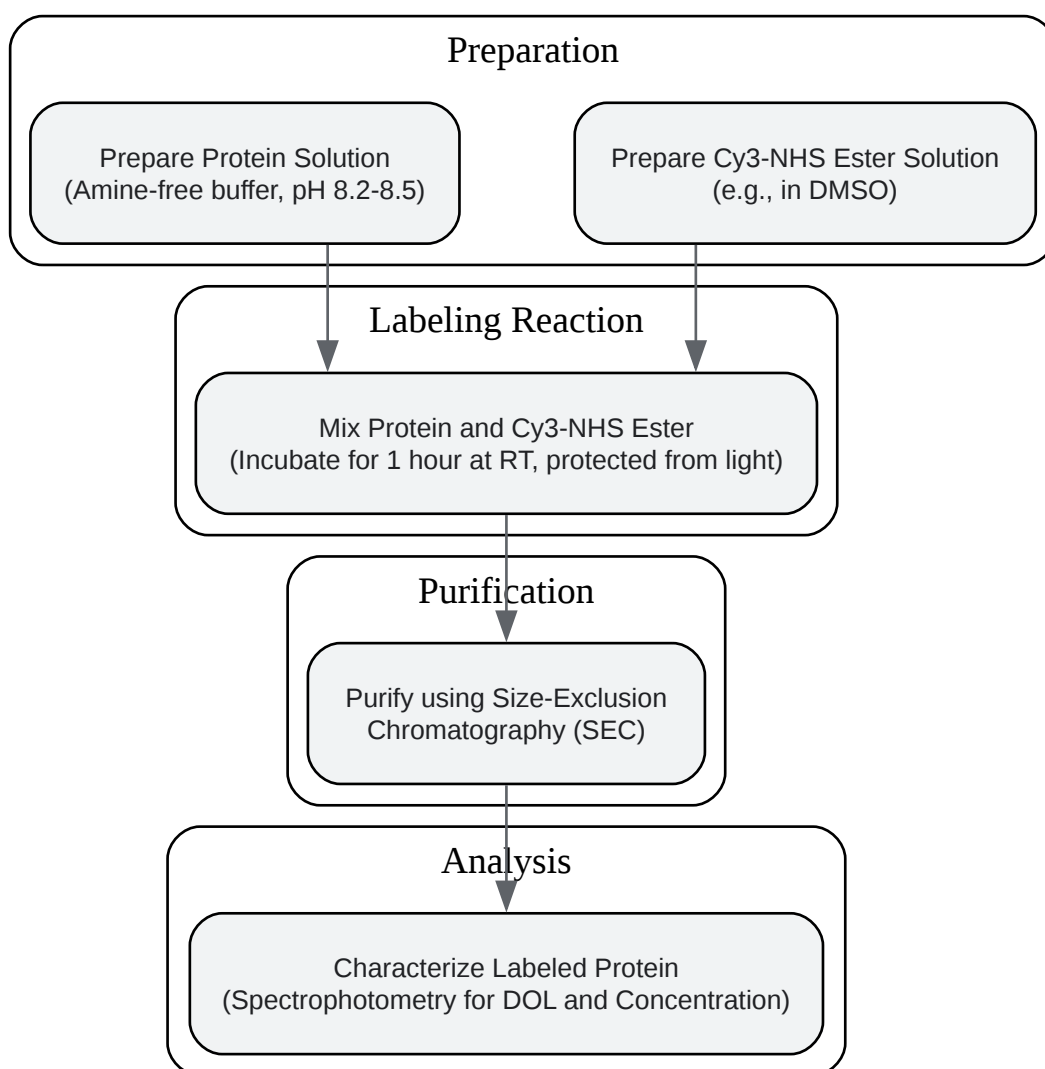 Preparation
Prepare Protein Solution
(Amine-free buffer, pH 8.2-8.5)
Prepare Cy3-NHS Ester Solution
(e.g., in DMSO)
Labeling Reaction
Mix Protein and Cy3-NHS Ester
(Incubate for 1 hour at RT, protected from light)
Purification
Purify using Size-Exclusion
Chromatography (SEC)
Analysis
Characterize Labeled Protein
(Spectrophotometry for DOL and Concentration)